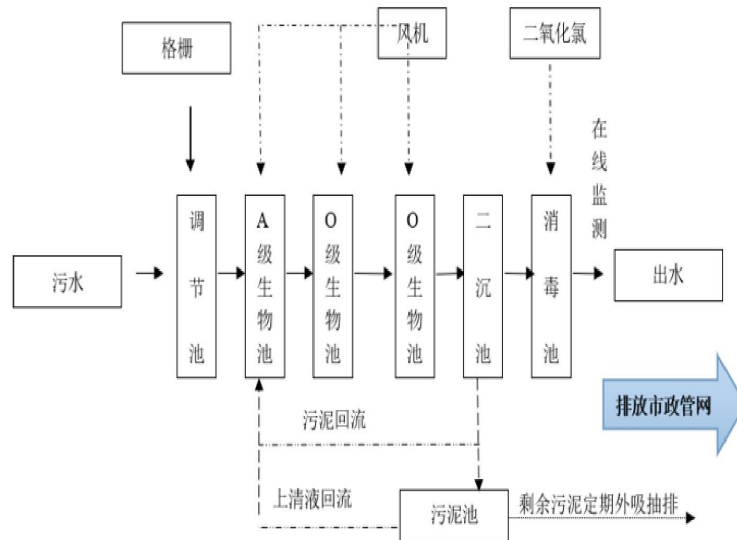 格栅
风机
二氧化氯
在线监测
污水
调节池
A级生物池
O级生物池
O级生物池
二沉池
消毒池
出水
排放市政管网
污泥回流
上清液回流
污泥池
剩余污泥定期外吸抽排